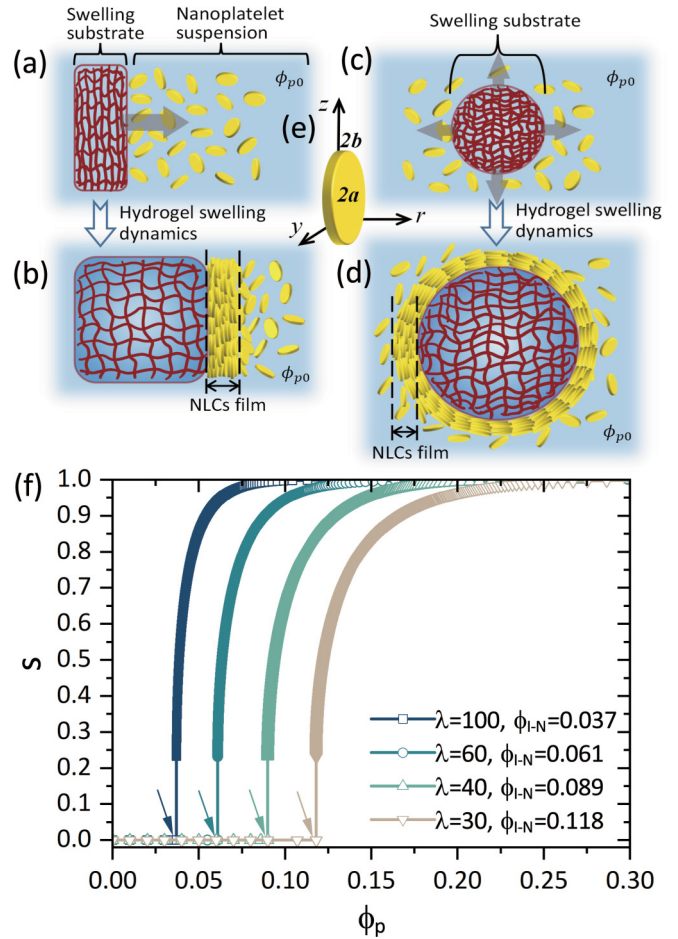 Swelling
substrate
Nanoplatelet
suspension
(a)
ϕp0
(c)
Swelling substrate
ϕp0
(e)
z
2b
2a
y
r
Hydrogel swelling
dynamics
Hydrogel swelling
dynamics
(b)
ϕp0
NLCs film
(d)
ϕp0
NLCs film
(f)
1.0
0.9
0.8
0.7
0.6
0.5
0.4
0.3
0.2
0.1
0.0
S
λ=100, ϕI-N=0.037
λ=60, ϕI-N=0.061
λ=40, ϕI-N=0.089
λ=30, ϕI-N=0.118
0.00 0.05 0.10 0.15 0.20 0.25 0.30
ϕp